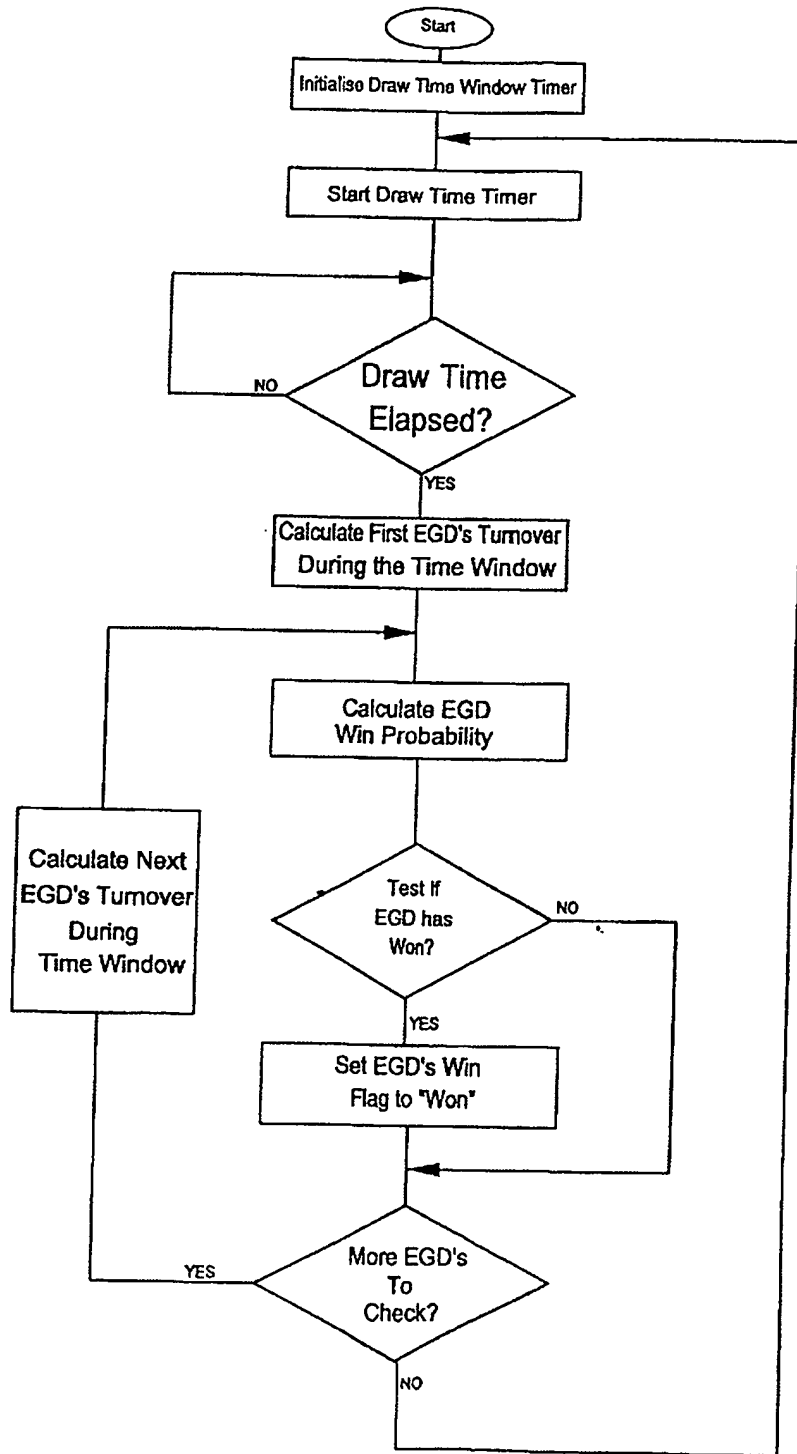 Start
Initialise Draw Time Window Timer
Start Draw Time Timer
Draw Time
Elapsed?
NO
YES
Calculate First EGD's Turnover
During the Time Window
Calculate EGD
Win Probability
Calculate Next
EGD's Turnover
During
Time Window
Test If
EGD has
Won?
NO
YES
Set EGD's Win
Flag to "Won"
More EGD's
To
Check?
YES
NO